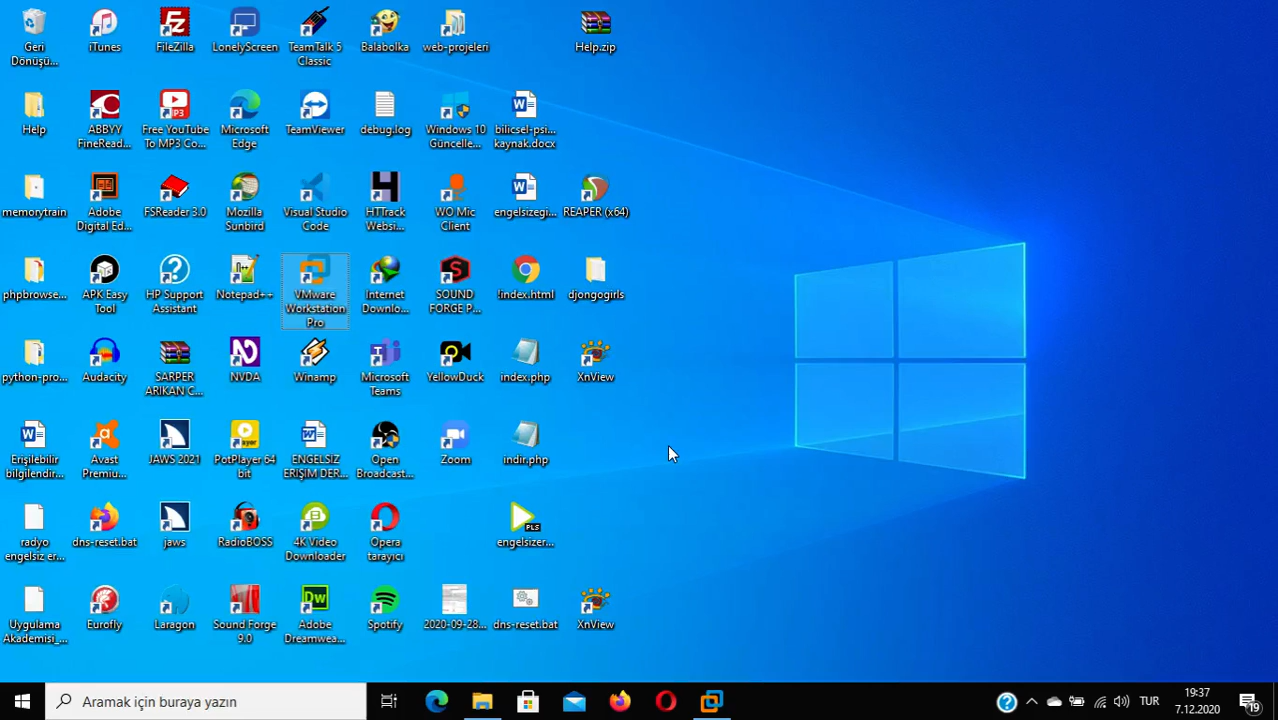 Geri
Dönüşü...
iTunes
FileZilla
LonelyScreen
TeamTalk 5
Classic
Balabolka
web-projeleri
Help.zip
Help
ABBYY
FineRead...
Free YouTube
To MP3 Co...
Microsoft
Edge
TeamViewer
debug.log
Windows 10
Güncelle...
bilicsel-psi...
kaynak.docx
memorytrain
Adobe
Digital Ed...
FSReader 3.0
Mozilla
Sunbird
Visual Studio
Code
HTTrack
Websi...
WO Mic
Client
engelsizegi...
REAPER (x64)
phpbrowse...
APK Easy
Tool
HP Support
Assistant
Notepad++
VMware
Workstation
Pro
Internet
Downlo...
SOUND
FORGE P...
!index.html
djongogirls
python-pro...
Audacity
SARPER
ARIKAN C...
NVDA
Winamp
Microsoft
Teams
YellowDuck
index.php
XnView
Erişilebilir
bilgilendir...
Avast
Premiu...
JAWS 2021
PotPlayer 64
bit
ENGELSİZ
ERİŞİM DER...
Open
Broadcast...
Zoom
indir.php
radyo
engelsiz er...
dns-reset.bat
jaws
RadioBOSS
4K Video
Downloader
Opera
tarayıcı
PLS
engelsizer...
Uygulama
Akademisi_...
Eurofly
Laragon
Sound Forge
9.0
Adobe
Dreamwea...
Spotify
2020-09-28...
dns-reset.bat
XnView
Aramak için buraya yazın
TUR
19:37
7.12.2020
19